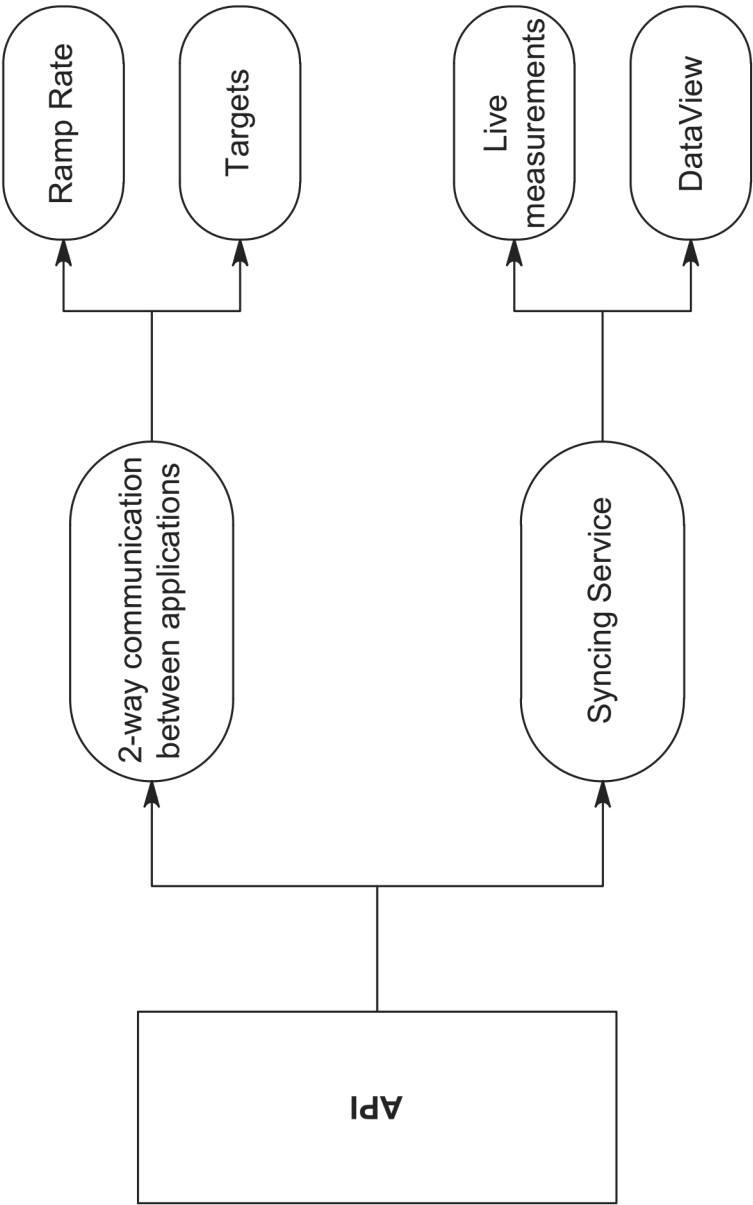 API
2-way communication
between applications
Syncing Service
Ramp Rate
Targets
Live
measurements
DataView